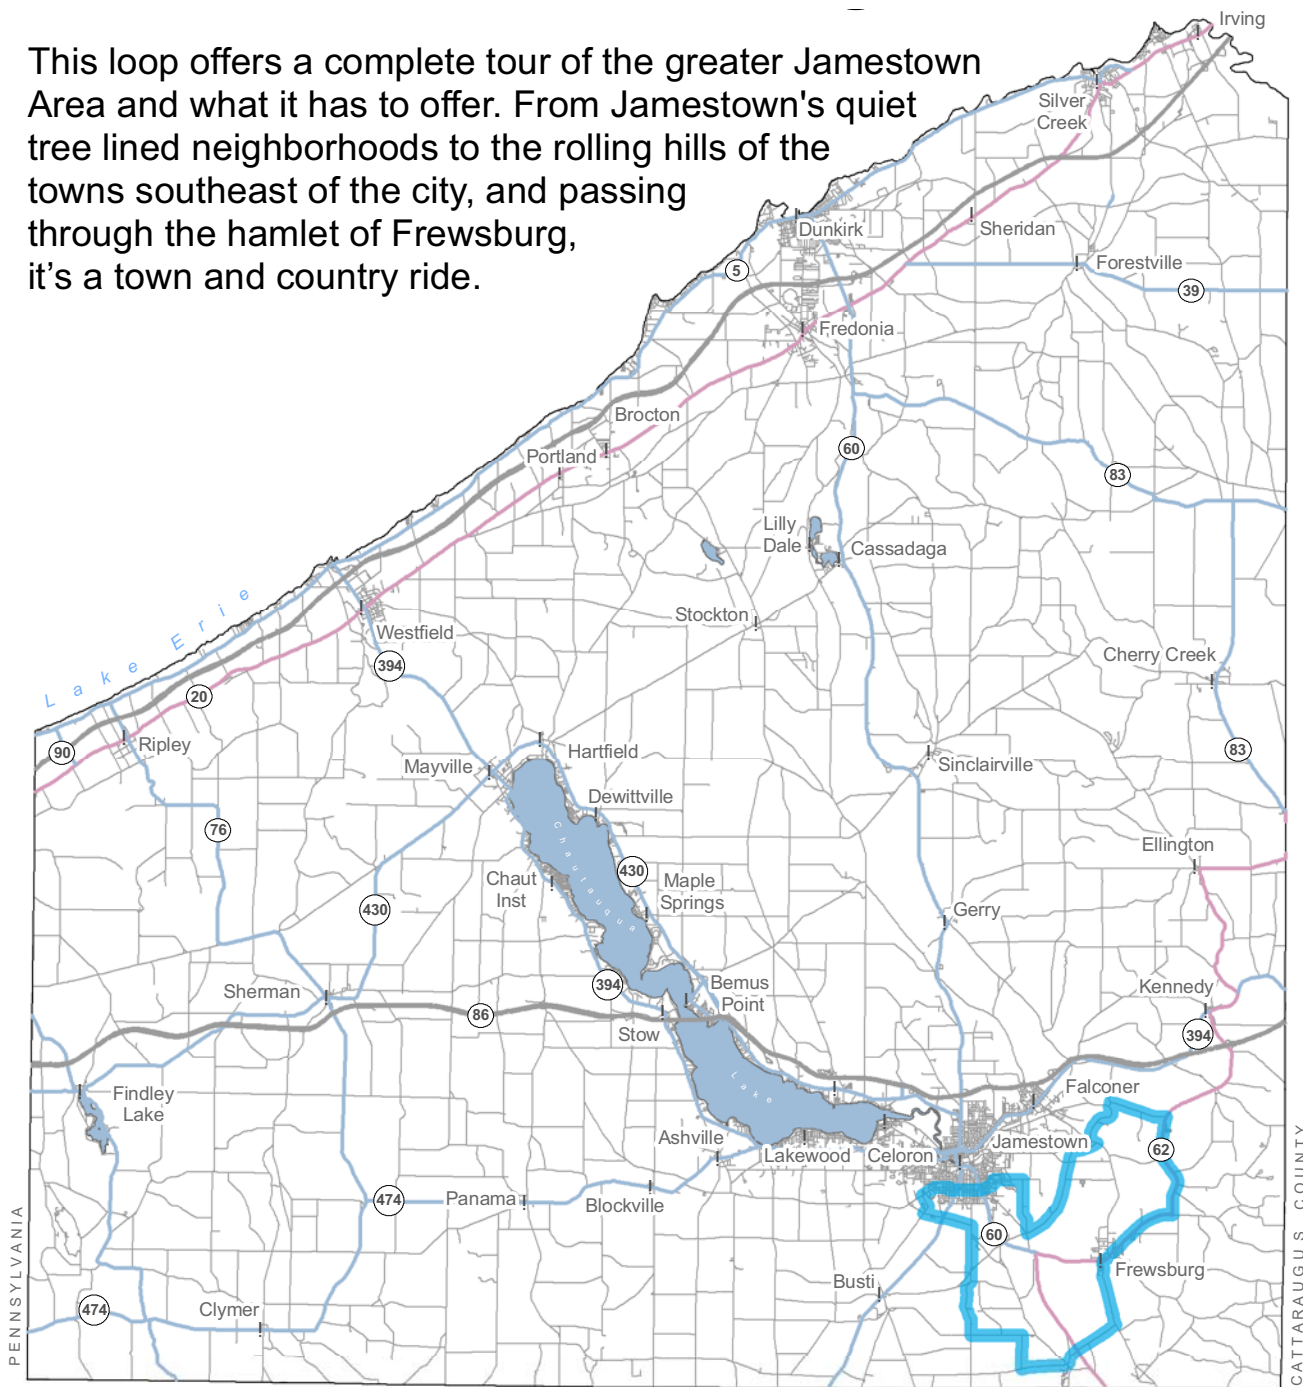 This loop offers a complete tour of the greater Jamestown
Area and what it has to offer. From Jamestown's quiet
tree lined neighborhoods to the rolling hills of the
towns southeast of the city, and passing
through the hamlet of Frewsburg,
it’s a town and country ride.
Irving
Silver
Creek
Dunkirk
Sheridan
5
Forestville
39
Fredonia
Brocton
60
Portland
83
Lilly
Dale
Cassadaga
Lake Erie
Stockton
Westfield
394
Cherry Creek
20
90
Ripley
Hartfield
83
Mayville
Sinclairville
Dewittville
76
Chautauqua
Ellington
430
Chaut
Inst
Maple
Springs
430
Gerry
394
Bemus
Point
Sherman
Kennedy
86
Stow
394
Lake
Falconer
Findley
Lake
Ashville
Jamestown
Lakewood
Celoron
62
474
Panama
Blockville
60
Frewsburg
Busti
474
Clymer
PENNSYLVANIA
CATTARAUGUS COUNTY